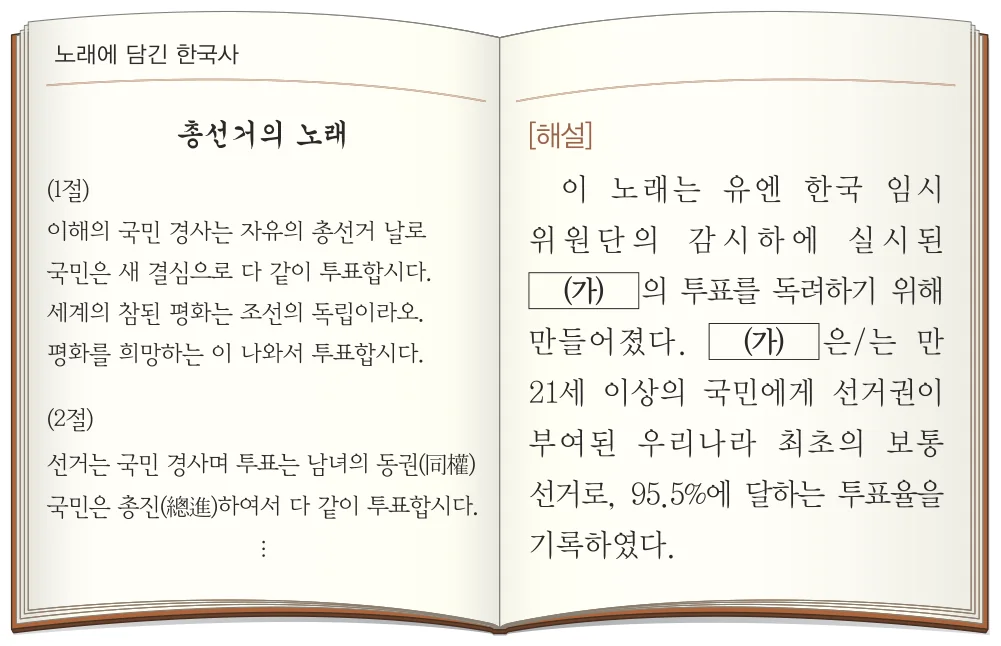 노래에 담긴 한국사
총선거의 노래
(1절)
이해의 국민 경사는 자유의 총선거 날로
국민은 새 결심으로 다 같이 투표합시다.
세계의 참된 평화는 조선의 독립이라오.
평화를 희망하는 이 나와서 투표합시다.
(2절)
선거는 국민 경사며 투표는 남녀의 동권(同權)
국민은 총진(總進)하여서 다 같이 투표합시다.
⋮
[해설]
이 노래는 유엔 한국 임시
위원단의 감시하에 실시된
(가) 의 투표를 독려하기 위해
만들어졌다. (가) 은/는 만
21세 이상의 국민에게 선거권이
부여된 우리나라 최초의 보통
선거로, 95.5%에 달하는 투표율을
기록하였다.